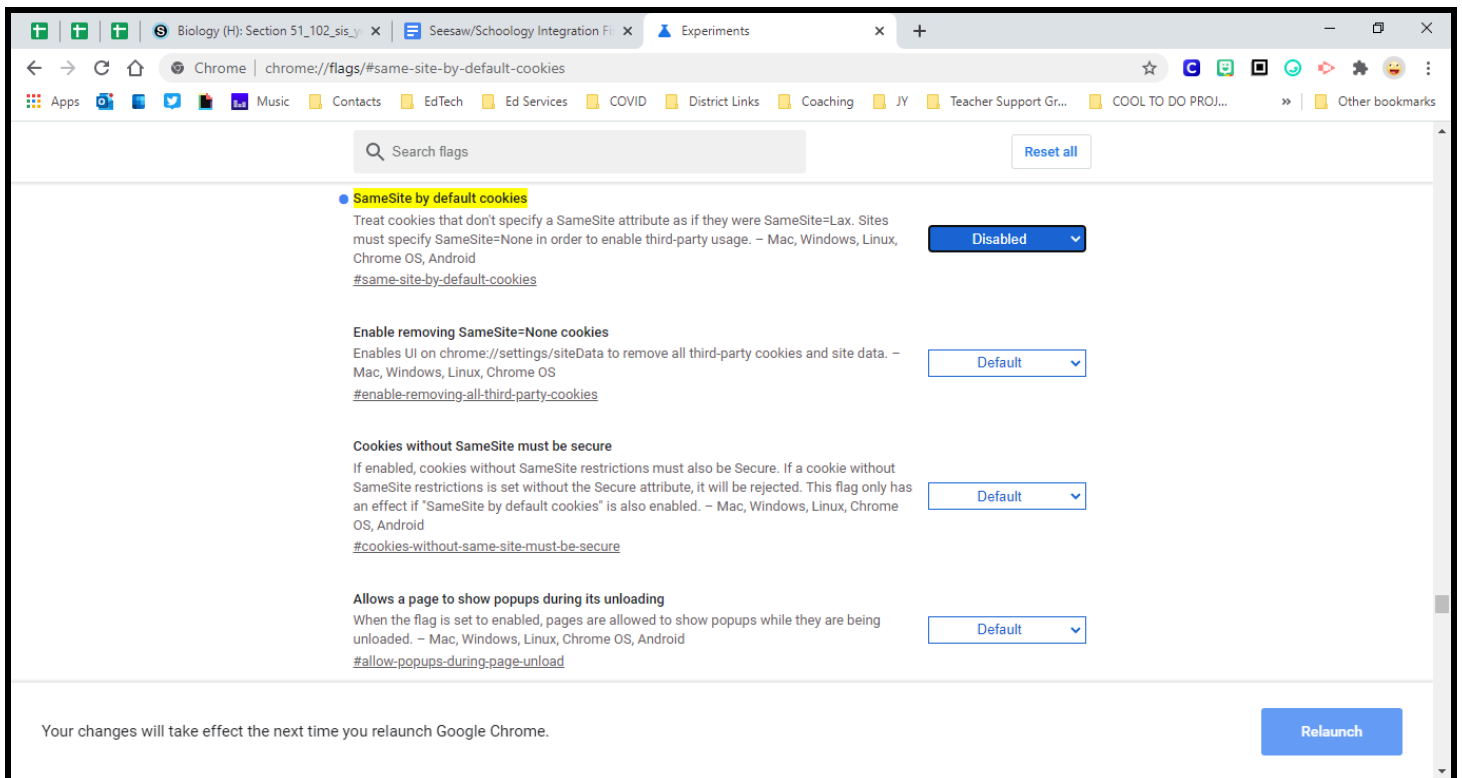 Biology (H): Section 51_102_sis_y
Seesaw/Schoology Integration Fi
Experiments
Chrome | chrome://flags/#same-site-by-default-cookies
Apps Music Contacts EdTech Ed Services COVID District Links Coaching JY Teacher Support Gr... COOL TO DO PROJ... » Other bookmarks
Search flags
Reset all
SameSite by default cookies
Treat cookies that don't specify a SameSite attribute as if they were SameSite=Lax. Sites
must specify SameSite=None in order to enable third-party usage. – Mac, Windows, Linux,
Chrome OS, Android
#same-site-by-default-cookies
Disabled
Enable removing SameSite=None cookies
Enables UI on chrome://settings/siteData to remove all third-party cookies and site data. –
Mac, Windows, Linux, Chrome OS
#enable-removing-all-third-party-cookies
Default
Cookies without SameSite must be secure
If enabled, cookies without SameSite restrictions must also be Secure. If a cookie without
SameSite restrictions is set without the Secure attribute, it will be rejected. This flag only has
an effect if "SameSite by default cookies" is also enabled. – Mac, Windows, Linux, Chrome
OS, Android
#cookies-without-same-site-must-be-secure
Default
Allows a page to show popups during its unloading
When the flag is set to enabled, pages are allowed to show popups while they are being
unloaded. – Mac, Windows, Linux, Chrome OS, Android
#allow-popups-during-page-unload
Default
Your changes will take effect the next time you relaunch Google Chrome.
Relaunch